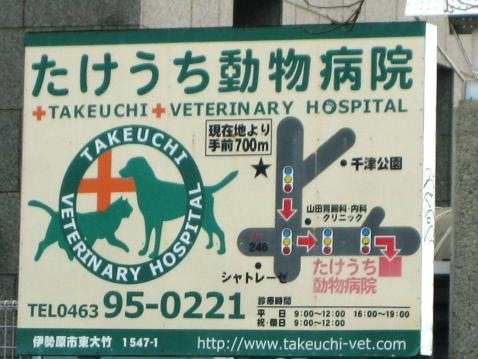 たけうち動物病院
TAKEUCHI VETERINARY HOSPITAL
現在地より
手前700m
千津公園
TAKEUCHI
VETERINARY HOSPITAL
山田胃腸科・内科
クリニック
246
シャトレーゼ
たけうち
動物病院
TEL0463 95-0221
診療時間
平 日 9:00~12:00 16:00~19:00
祝・日 9:00~12:00
伊勢原市東大竹 1547-1
http://www.takeuchi-vet.com